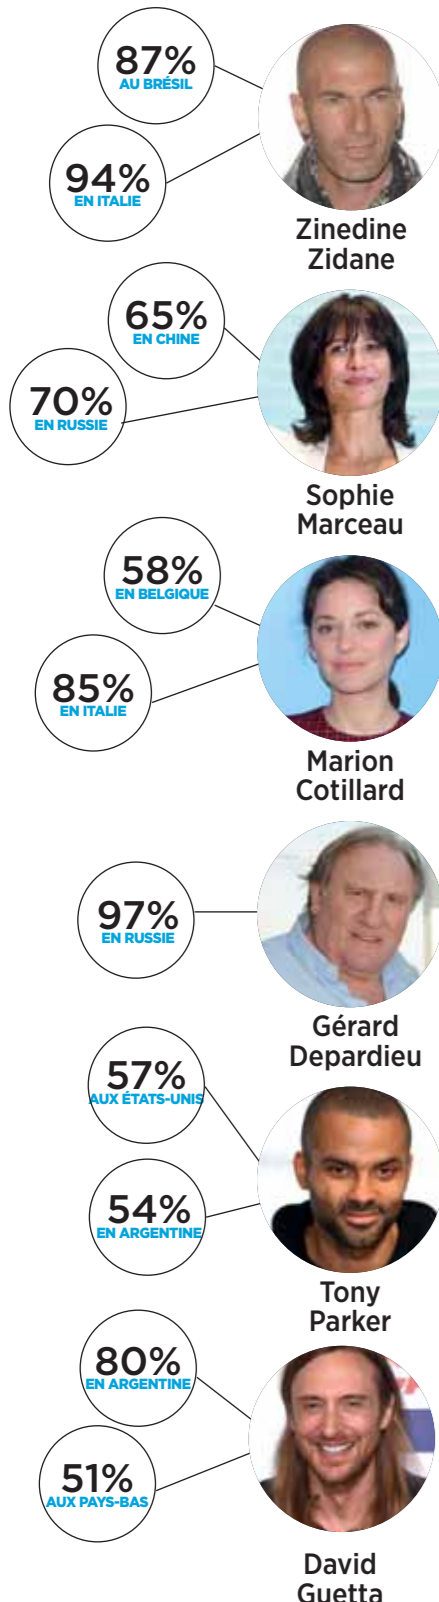 87%
AU BRÉSIL
94%
EN ITALIE
Zinedine
Zidane
65%
EN CHINE
70%
EN RUSSIE
Sophie
Marceau
58%
EN BELGIQUE
85%
EN ITALIE
Marion
Cotillard
97%
EN RUSSIE
Gérard
Depardieu
57%
AUX ÉTATS-UNIS
54%
EN ARGENTINE
Tony
Parker
80%
EN ARGENTINE
51%
AUX PAYS-BAS
David
Guetta